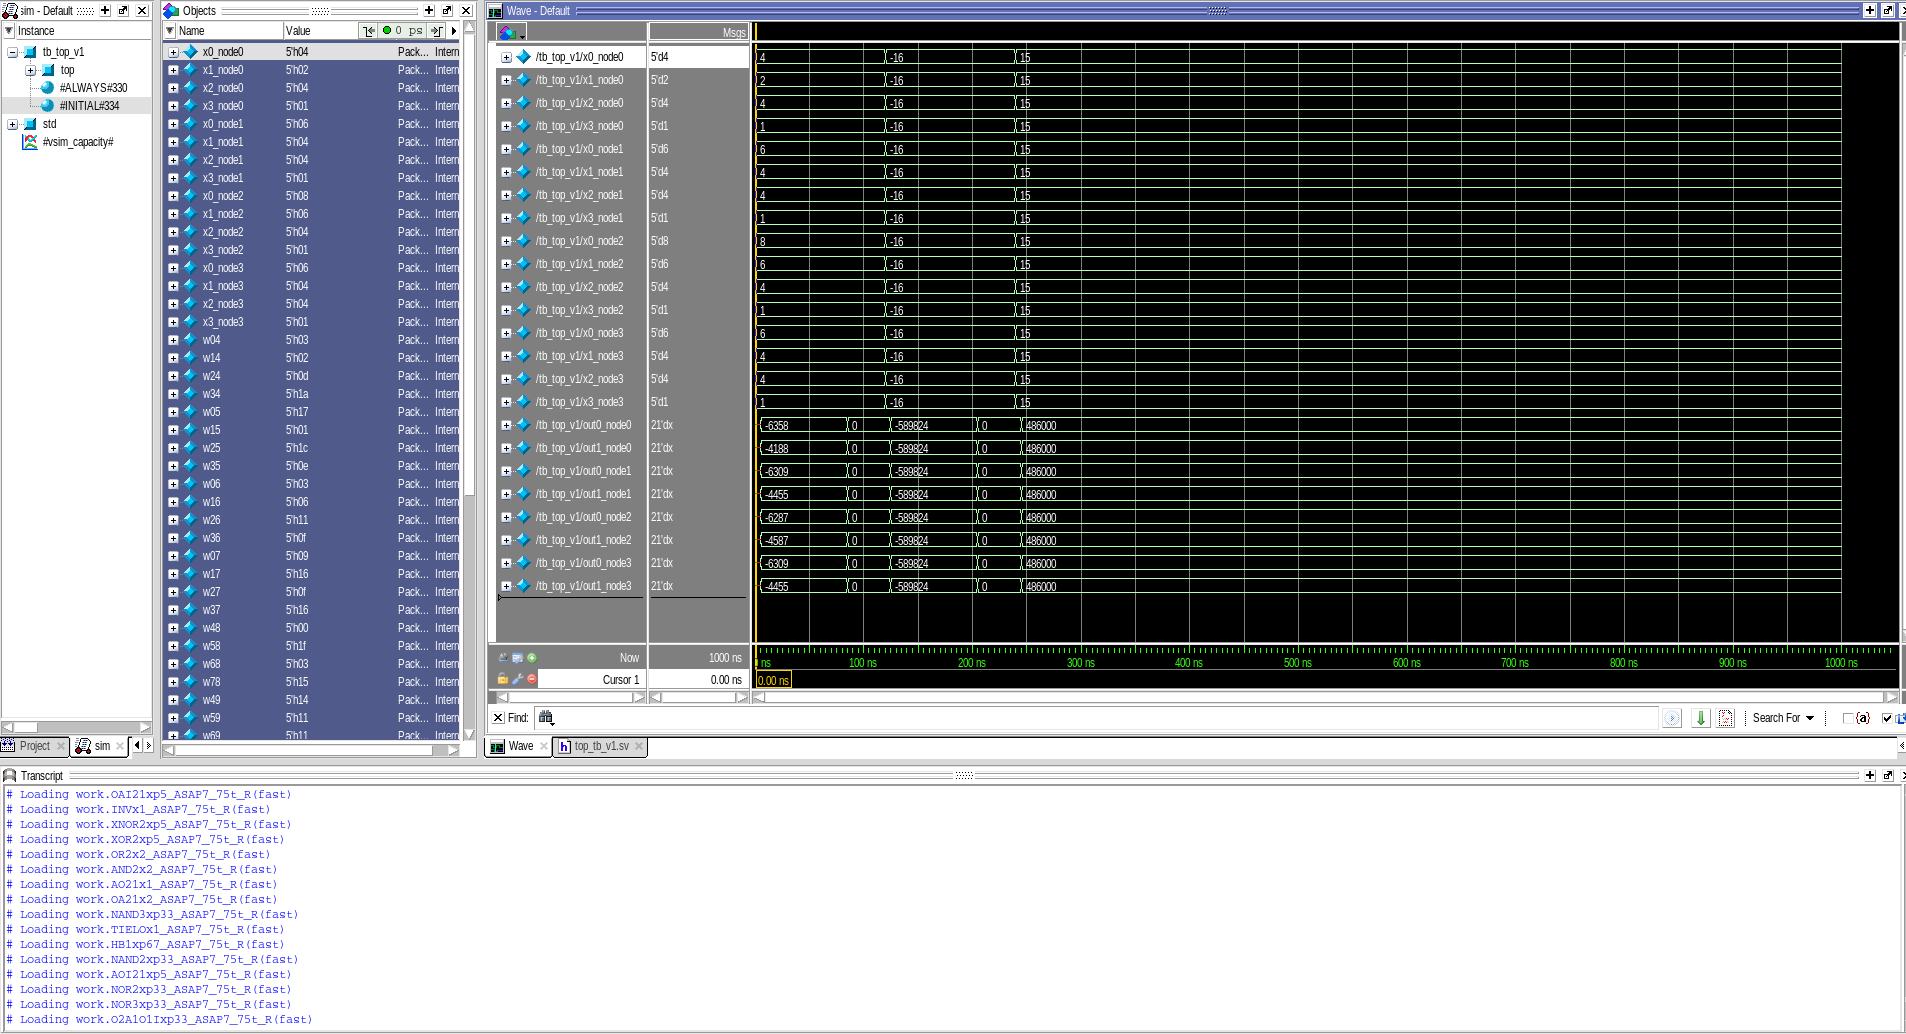 sim - Default
Instance
tb_top_v1
top
#ALWAYS#330
#INITIAL#334
std
#vsim_capacity#
Project
sim
Objects
Name Value 0 ps
x0_node0 5'h04 Pack... Intern
x1_node0 5'h02 Pack... Intern
x2_node0 5'h04 Pack... Intern
x3_node0 5'h01 Pack... Intern
x0_node1 5'h06 Pack... Intern
x1_node1 5'h04 Pack... Intern
x2_node1 5'h04 Pack... Intern
x3_node1 5'h01 Pack... Intern
x0_node2 5'h08 Pack... Intern
x1_node2 5'h06 Pack... Intern
x2_node2 5'h04 Pack... Intern
x3_node2 5'h01 Pack... Intern
x0_node3 5'h06 Pack... Intern
x1_node3 5'h04 Pack... Intern
x2_node3 5'h04 Pack... Intern
x3_node3 5'h01 Pack... Intern
w04 5'h03 Pack... Intern
w14 5'h02 Pack... Intern
w24 5'h0d Pack... Intern
w34 5'h1a Pack... Intern
w05 5'h17 Pack... Intern
w15 5'h01 Pack... Intern
w25 5'h1c Pack... Intern
w35 5'h0e Pack... Intern
w06 5'h03 Pack... Intern
w16 5'h06 Pack... Intern
w26 5'h11 Pack... Intern
w36 5'h0f Pack... Intern
w07 5'h09 Pack... Intern
w17 5'h16 Pack... Intern
w27 5'h0f Pack... Intern
w37 5'h16 Pack... Intern
w48 5'h00 Pack... Intern
w58 5'h1f Pack... Intern
w68 5'h03 Pack... Intern
w78 5'h15 Pack... Intern
w49 5'h14 Pack... Intern
w59 5'h11 Pack... Intern
w69 5'h11 Pack... Intern
Wave - Default
Msgs
/tb_top_v1/x0_node0 5'd4 4 -16 15
/tb_top_v1/x1_node0 5'd2 2 -16 15
/tb_top_v1/x2_node0 5'd4 4 -16 15
/tb_top_v1/x3_node0 5'd1 1 -16 15
/tb_top_v1/x0_node1 5'd6 6 -16 15
/tb_top_v1/x1_node1 5'd4 4 -16 15
/tb_top_v1/x2_node1 5'd4 4 -16 15
/tb_top_v1/x3_node1 5'd1 1 -16 15
/tb_top_v1/x0_node2 5'd8 8 -16 15
/tb_top_v1/x1_node2 5'd6 6 -16 15
/tb_top_v1/x2_node2 5'd4 4 -16 15
/tb_top_v1/x3_node2 5'd1 1 -16 15
/tb_top_v1/x0_node3 5'd6 6 -16 15
/tb_top_v1/x1_node3 5'd4 4 -16 15
/tb_top_v1/x2_node3 5'd4 4 -16 15
/tb_top_v1/x3_node3 5'd1 1 -16 15
/tb_top_v1/out0_node0 21'dx -6358 0 -589824 0 486000
/tb_top_v1/out1_node0 21'dx -4188 0 -589824 0 486000
/tb_top_v1/out0_node1 21'dx -6309 0 -589824 0 486000
/tb_top_v1/out1_node1 21'dx -4455 0 -589824 0 486000
/tb_top_v1/out0_node2 21'dx -6287 0 -589824 0 486000
/tb_top_v1/out1_node2 21'dx -4587 0 -589824 0 486000
/tb_top_v1/out0_node3 21'dx -6309 0 -589824 0 486000
/tb_top_v1/out1_node3 21'dx -4455 0 -589824 0 486000
Now 1000 ns ns 100 ns 200 ns 300 ns 400 ns 500 ns 600 ns 700 ns 800 ns 900 ns 1000 ns
Cursor 1 0.00 ns 0.00 ns
Find: Search For (a)
Wave top_tb_v1.sv
Transcript
# Loading work.OAI21xp5_ASAP7_75t_R(fast)
# Loading work.INVx1_ASAP7_75t_R(fast)
# Loading work.XNOR2xp5_ASAP7_75t_R(fast)
# Loading work.XOR2xp5_ASAP7_75t_R(fast)
# Loading work.OR2x2_ASAP7_75t_R(fast)
# Loading work.AND2x2_ASAP7_75t_R(fast)
# Loading work.AO21x1_ASAP7_75t_R(fast)
# Loading work.OA21x2_ASAP7_75t_R(fast)
# Loading work.NAND3xp33_ASAP7_75t_R(fast)
# Loading work.TIELOx1_ASAP7_75t_R(fast)
# Loading work.HB1xp67_ASAP7_75t_R(fast)
# Loading work.NAND2xp33_ASAP7_75t_R(fast)
# Loading work.AOI21xp5_ASAP7_75t_R(fast)
# Loading work.NOR2xp33_ASAP7_75t_R(fast)
# Loading work.NOR3xp33_ASAP7_75t_R(fast)
# Loading work.O2A1O1Ixp33_ASAP7_75t_R(fast)